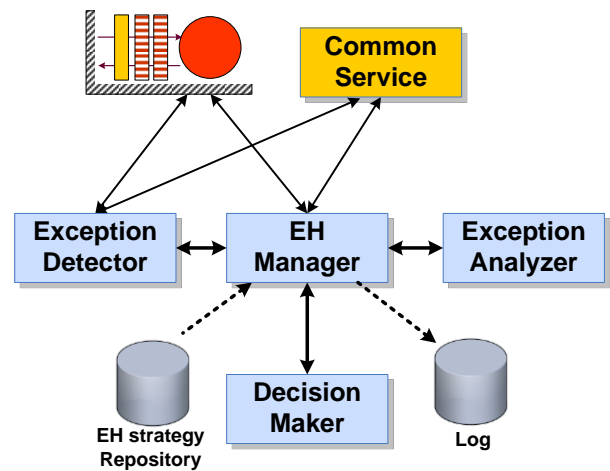 Common
Service
Exception
Detector
EH
Manager
Exception
Analyzer
Decision
Maker
EH strategy
Repository
Log